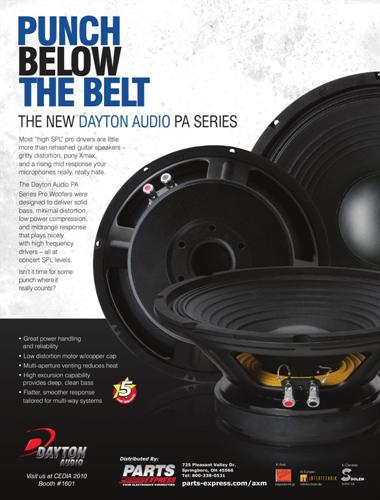 PUNCH
BELOW
THE BELT
THE NEW DAYTON AUDIO PA SERIES
Most "high SPL" pro drivers are little
more than rehashed guitar speakers –
gritty distortion, puny Xmax,
and a rising mid response your
microphones really, really hate.
The Dayton Audio PA
Series Pro Woofers were
designed to deliver solid
bass, minimal distortion,
low power compression,
and midrange response
that plays nicely
with high frequency
drivers – all at
concert SPL levels.
Isn't it time for some
punch where it
really counts?
• Great power handling
and reliability
• Low distortion motor w/copper cap
• Multi-aperture venting reduces heat
• High excursion capability
provides deep, clean bass
• Flatter, smoother response
tailored for multi-way systems
5
DAYTON
AUDIO
Visit us at CEDIA 2010
Booth #1601
Distributed By:
PARTS
EXPRESS
YOUR ELECTRONICS CONNECTION
725 Pleasant Valley Dr.
Springboro, OH 45066
Tel: 800-338-0531
parts-express.com/axm
INTERTECHNIK
SOLEN